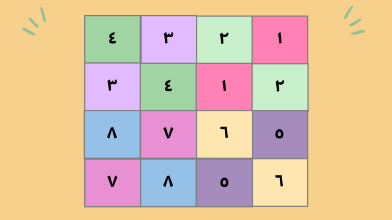 ٤ ٣ ٢ ١
٣ ٤ ١ ٢
٨ ٧ ٦ ٥
٧ ٨ ٥ ٦